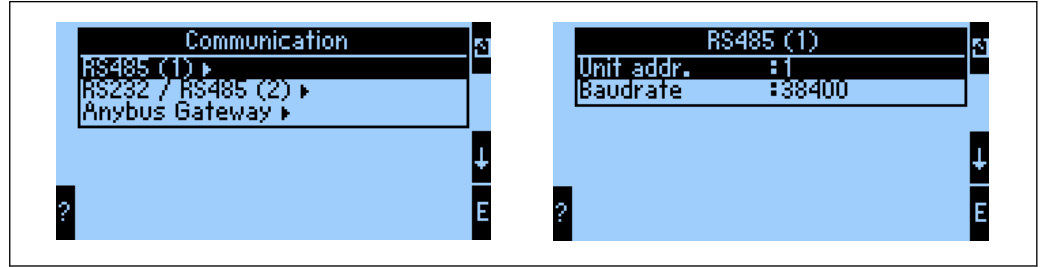 Communication
RS485 (1) ▸
RS232 / RS485 (2) ▸
Anybus Gateway ▸
↓
?
E
RS485 (1)
Unit addr. :1
Baudrate :38400
↓
?
E